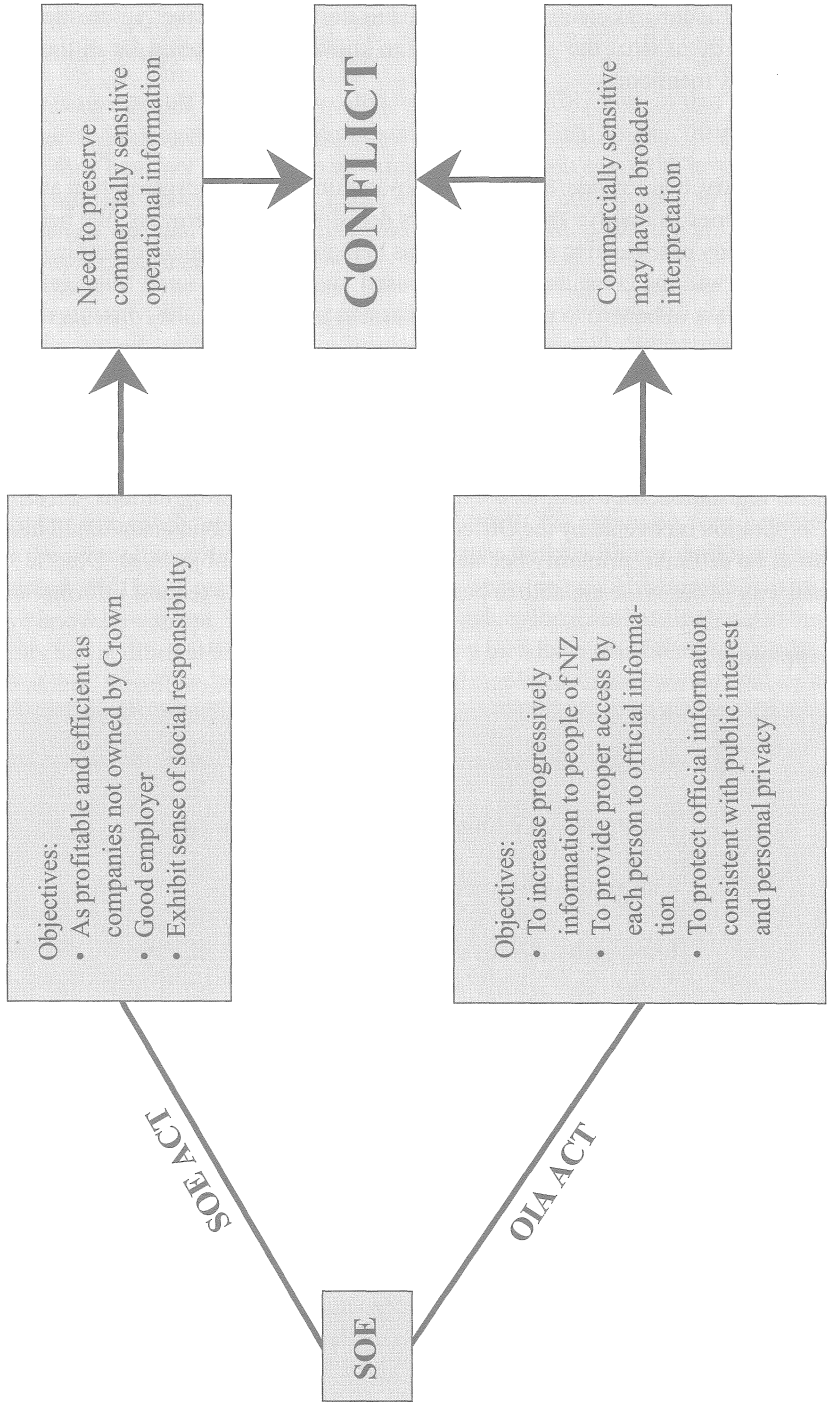 SOE
SOE ACT
Objectives:
• As profitable and efficient as
companies not owned by Crown
• Good employer
• Exhibit sense of social responsibility
Need to preserve
commercially sensitive
operational information
CONFLICT
OIA ACT
Objectives:
• To increase progressively
information to people of NZ
• To provide proper access by
each person to official informa-
tion
• To protect official information
consistent with public interest
and personal privacy
Commercially sensitive
may have a broader
interpretation